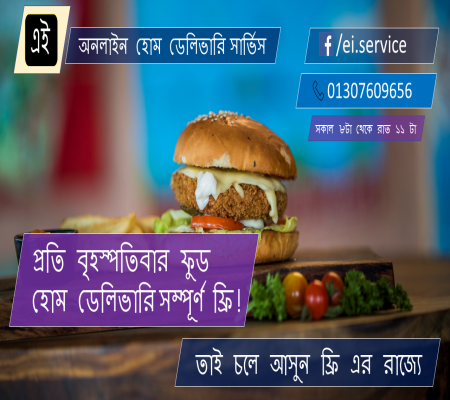 এই
অনলাইন হোম ডেলিভারি সার্ভিস
f/ei.service
01307609656
সকাল ৮টা থেকে রাত ১১ টা
প্রতি বৃহস্পতিবার ফুড
হোম ডেলিভারি সম্পূর্ণ ফ্রি!
তাই চলে আসুন ফ্রি এর রাজ্যে